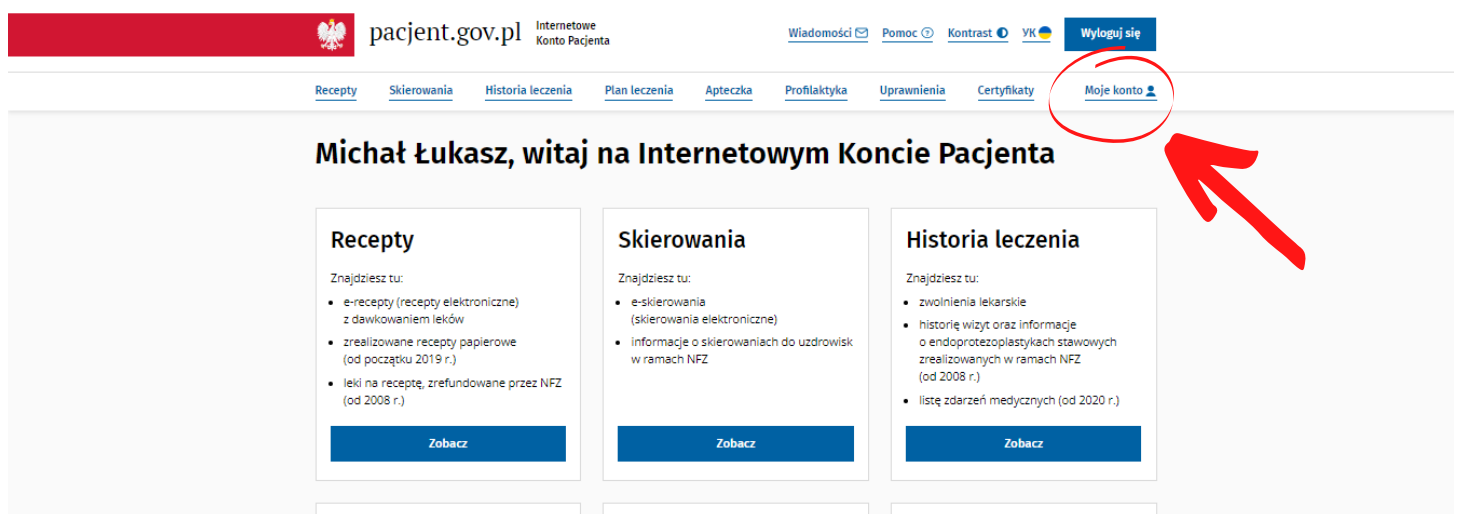 pacjent.gov.pl
Internetowe
Konto Pacjenta
Wiadomości Pomoc Kontrast УК Wyloguj się
Recepty Skierowania Historia leczenia Plan leczenia Apteczka Profilaktyka Uprawnienia Certyfikaty Moje konto
Michał Łukasz, witaj na Internetowym Koncie Pacjenta
Recepty
Znajdziesz tu:
• e-recepty (recepty elektroniczne)
z dawkowaniem leków
• zrealizowane recepty papierowe
(od początku 2019 r.)
• leki na receptę, zrefundowane przez NFZ
(od 2008 r.)
Zobacz
Skierowania
Znajdziesz tu:
• e-skierowania
(skierowania elektroniczne)
• informacje o skierowaniach do uzdrowisk
w ramach NFZ
Zobacz
Historia leczenia
Znajdziesz tu:
• zwolnienia lekarskie
• historię wizyt oraz informacje
o endoprotezoplastykach stawowych
zrealizowanych w ramach NFZ
(od 2008 r.)
• listę zdarzeń medycznych (od 2020 r.)
Zobacz